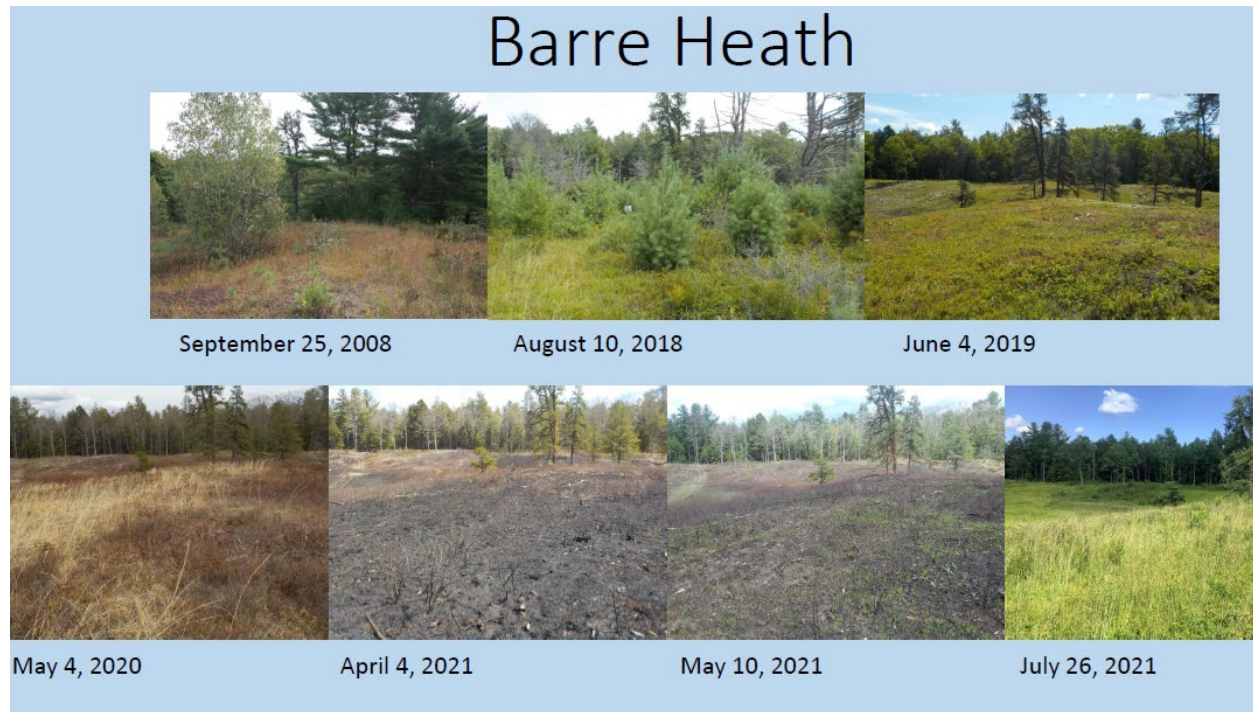 Barre Heath
September 25, 2008
August 10, 2018
June 4, 2019
May 4, 2020
April 4, 2021
May 10, 2021
July 26, 2021